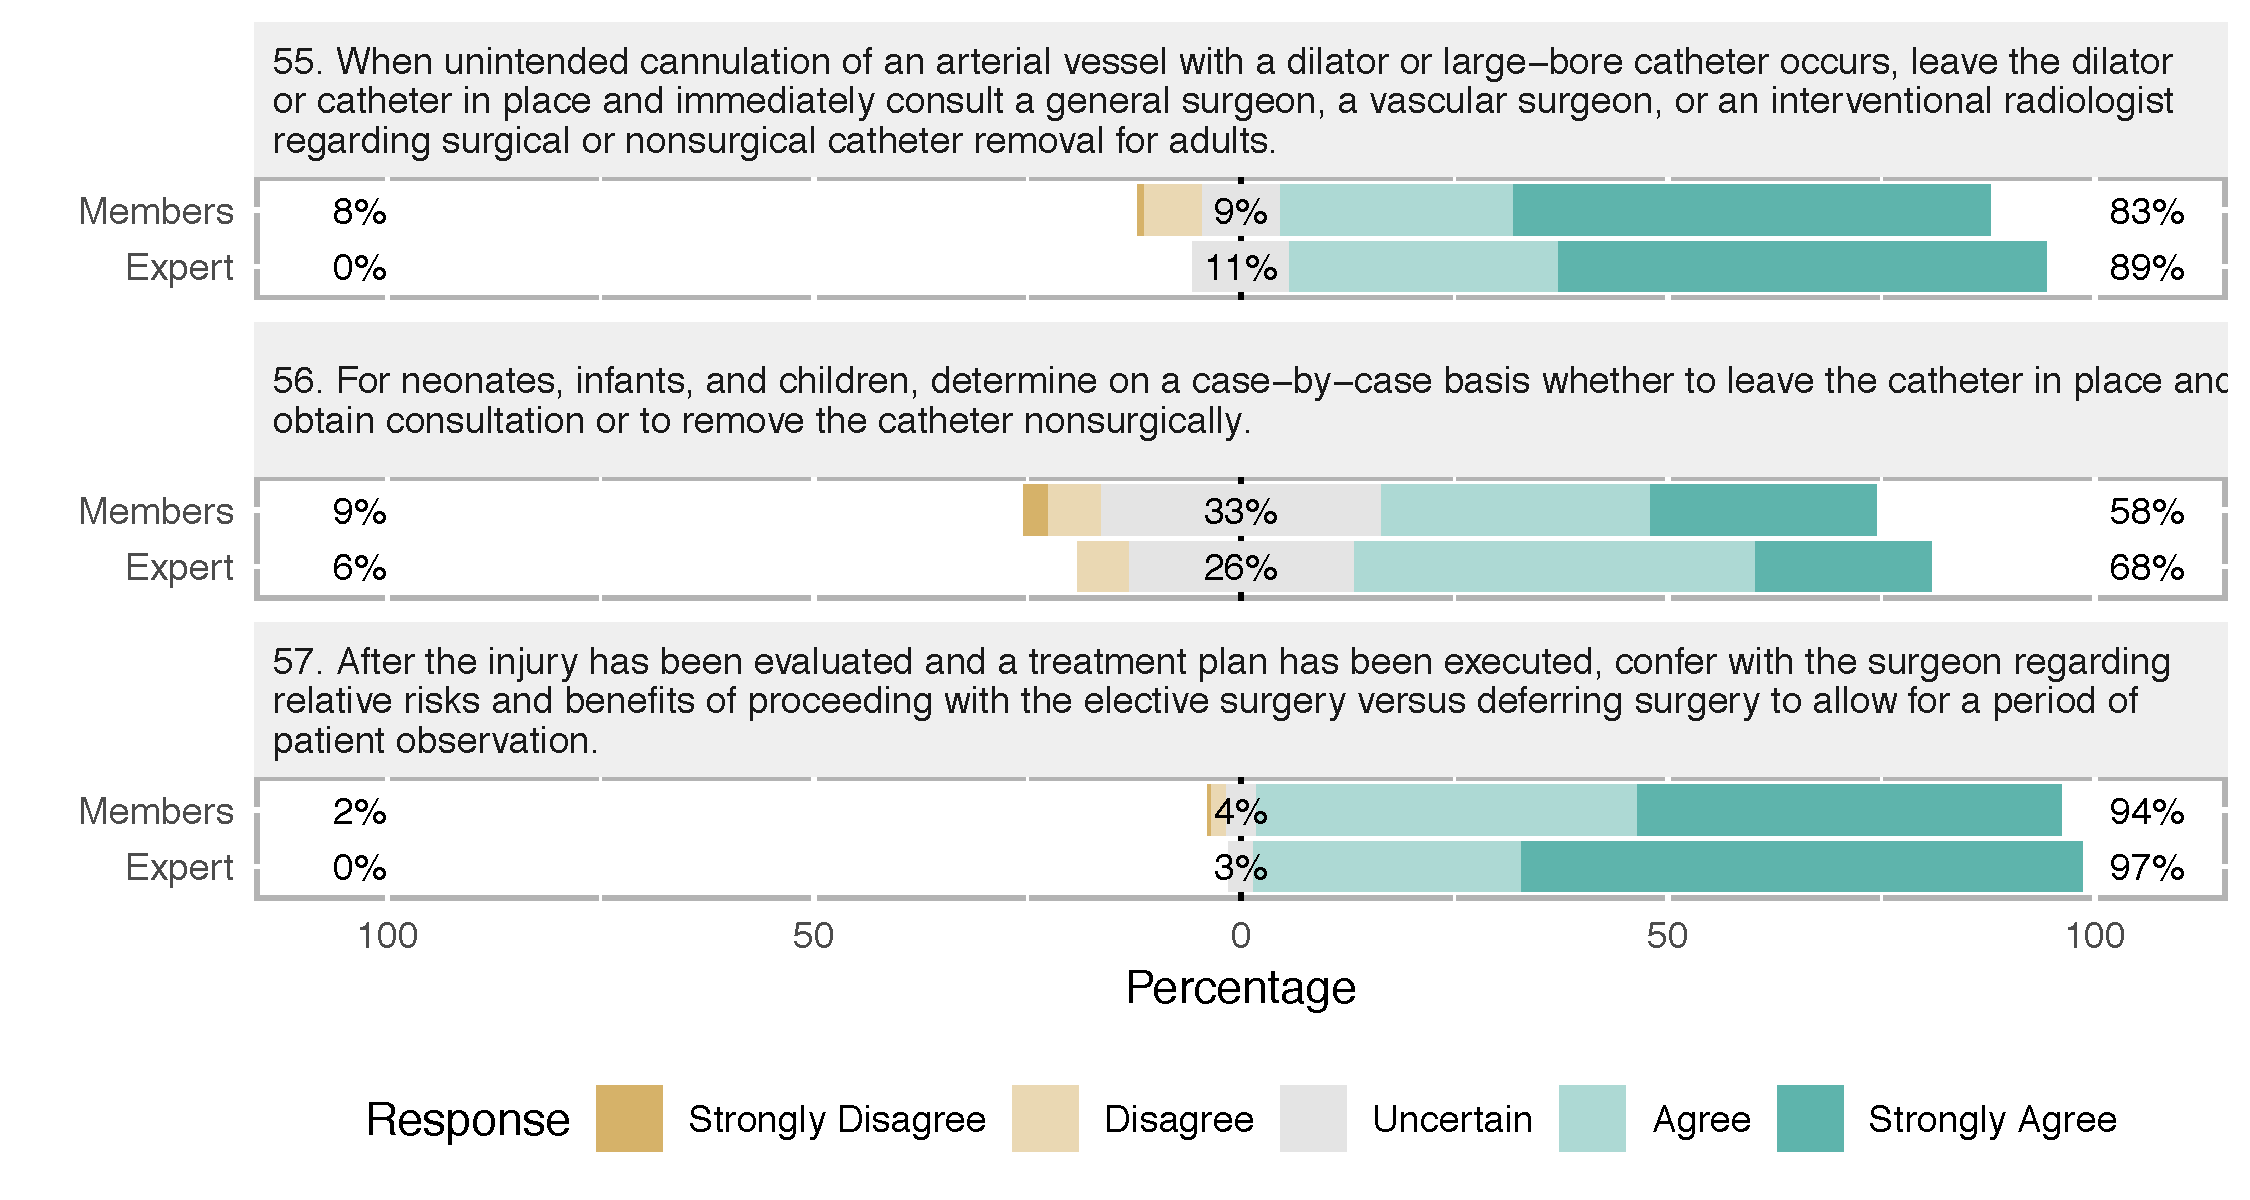 55. When unintended cannulation of an arterial vessel with a dilator or large−bore catheter occurs, leave the dilator
or catheter in place and immediately consult a general surgeon, a vascular surgeon, or an interventional radiologist
regarding surgical or nonsurgical catheter removal for adults.
Members 8% 9% 83%
Expert 0% 11% 89%
56. For neonates, infants, and children, determine on a case−by−case basis whether to leave the catheter in place and
obtain consultation or to remove the catheter nonsurgically.
Members 9% 33% 58%
Expert 6% 26% 68%
57. After the injury has been evaluated and a treatment plan has been executed, confer with the surgeon regarding
relative risks and benefits of proceeding with the elective surgery versus deferring surgery to allow for a period of
patient observation.
Members 2% 4% 94%
Expert 0% 3% 97%
100 50 0 50 100
Percentage
Response Strongly Disagree Disagree Uncertain Agree Strongly Agree